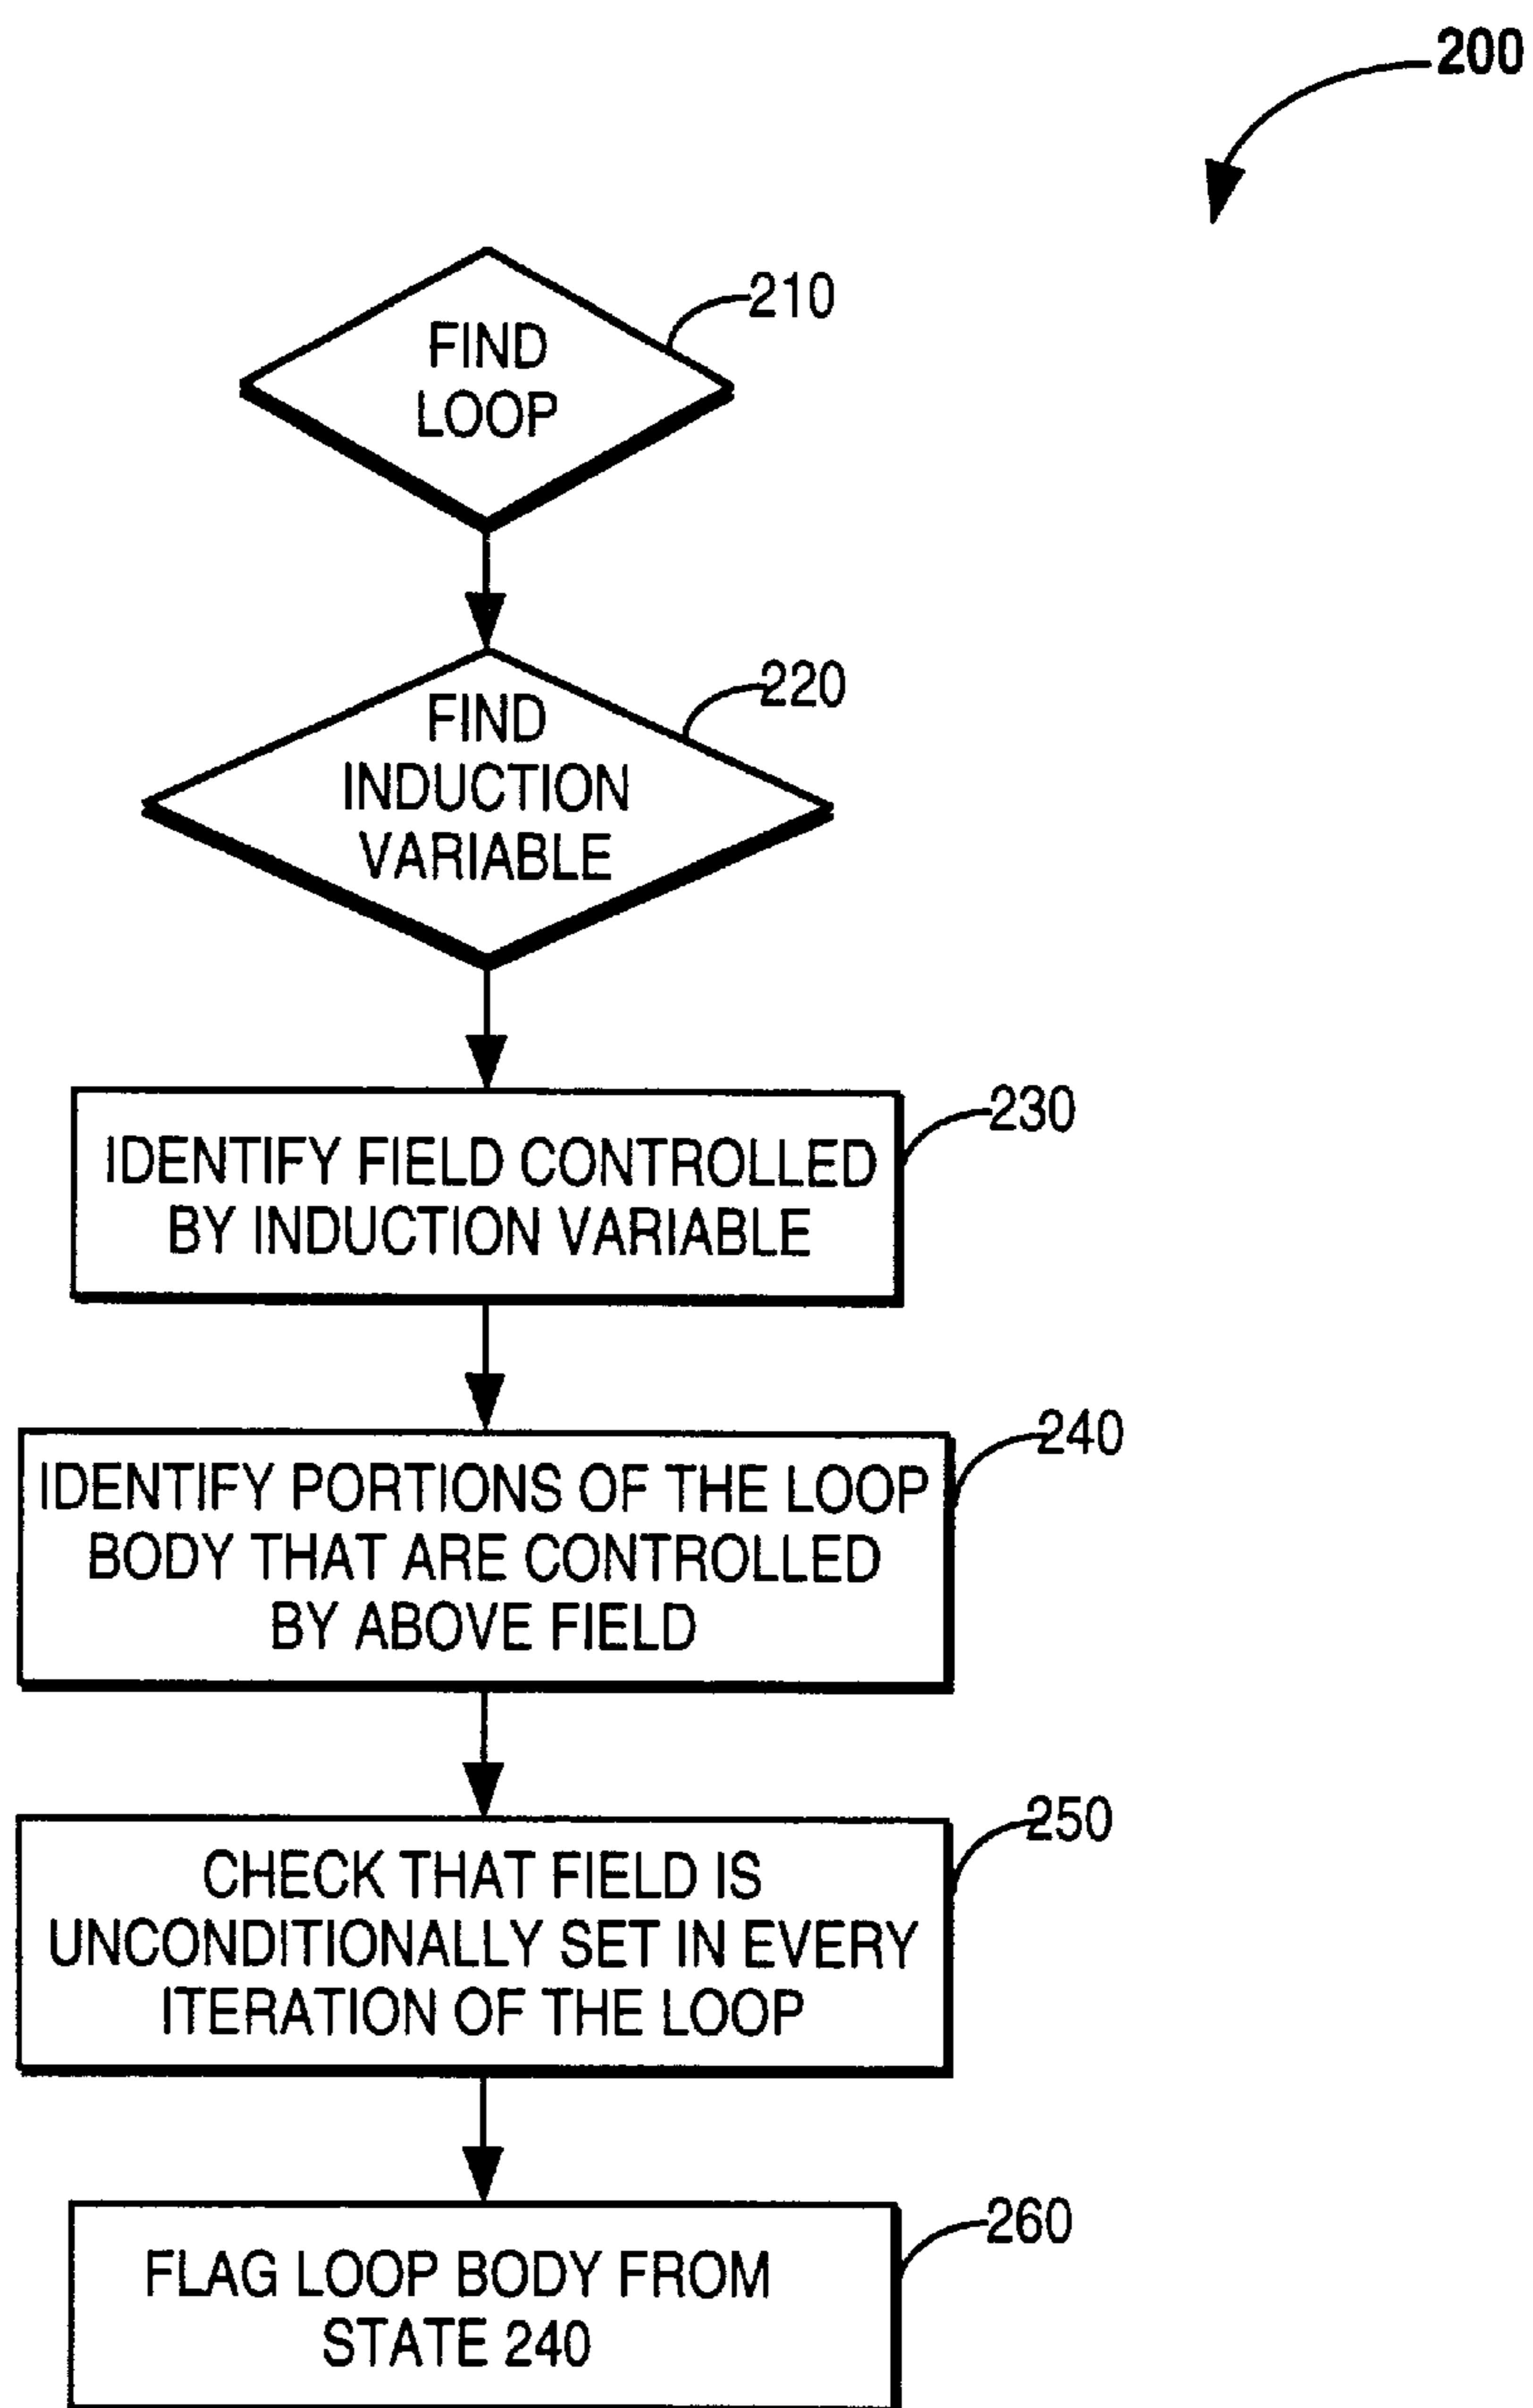 200
210
FIND
LOOP
220
FIND
INDUCTION
VARIABLE
230
IDENTIFY FIELD CONTROLLED
BY INDUCTION VARIABLE
240
IDENTIFY PORTIONS OF THE LOOP
BODY THAT ARE CONTROLLED
BY ABOVE FIELD
250
CHECK THAT FIELD IS
UNCONDITIONALLY SET IN EVERY
ITERATION OF THE LOOP
260
FLAG LOOP BODY FROM
STATE 240